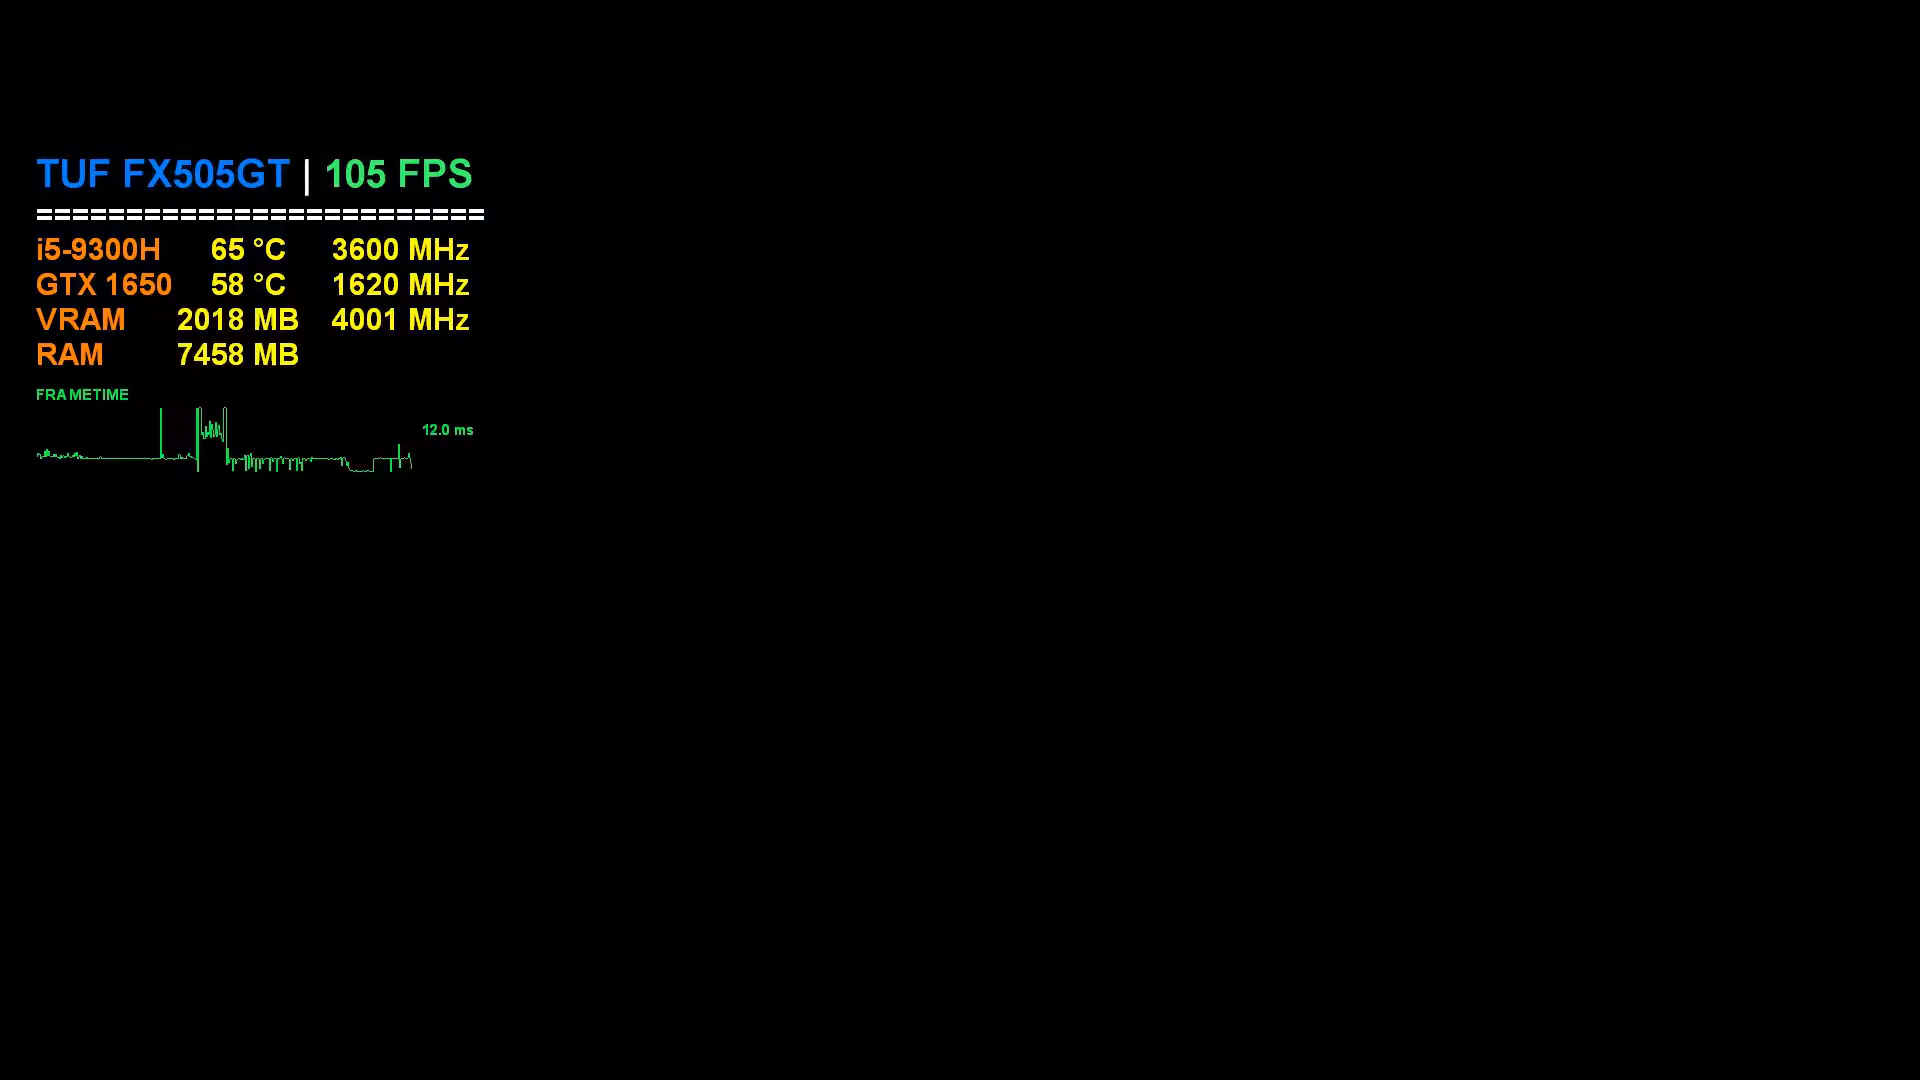 TUF FX505GT | 105 FPS
=========================
i5-9300H 65 °C 3600 MHz
GTX 1650 58 °C 1620 MHz
VRAM 2018 MB 4001 MHz
RAM 7458 MB
FRAMETIME
12.0 ms